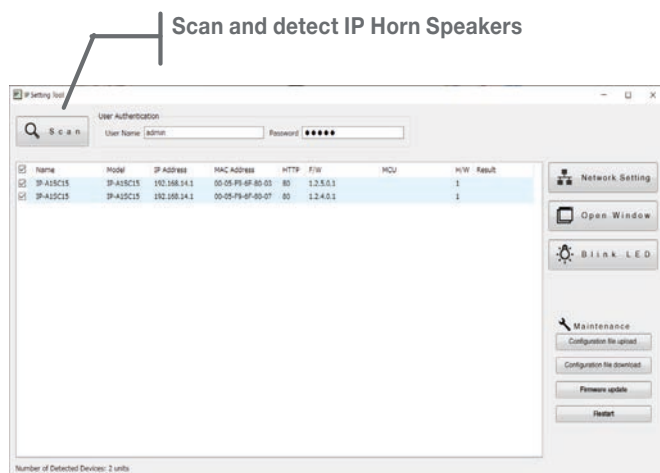 Scan and detect IP Horn Speakers
IP Setting Tool
Scan
User Authentication
User Name admin Password •••••
Name Model IP Address MAC Address HTTP F/W MCU H/W Result
IP-A1SC15 IP-A1SC15 192.168.14.1 00-05-F9-6F-80-03 80 1.2.5.0.1 1
IP-A1SC15 IP-A1SC15 192.168.14.1 00-05-F9-6F-80-07 80 1.2.4.0.1 1
Network Setting
Open Window
Blink LED
Maintenance
Configuration file upload
Configuration file download
Firmware update
Restart
Number of Detected Devices: 2 units